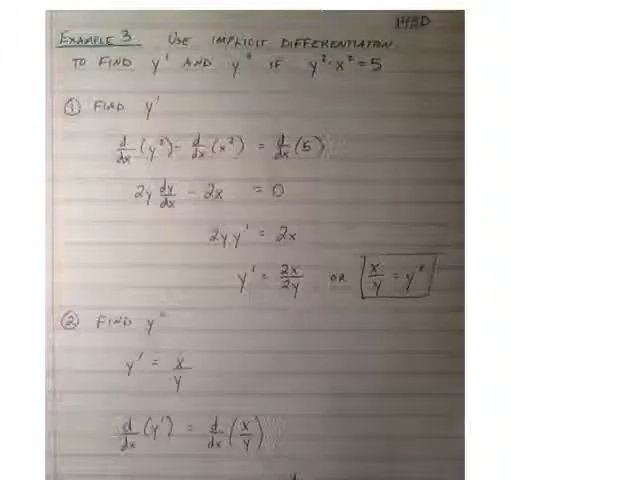 143D
EXAMPLE 3 USE IMPLICIT DIFFERENTIATION
TO FIND y' AND y" IF y²-x²=5
① FIND y'
d/dx (y²) - d/dx (x²) = d/dx (5)
2y dy/dx - 2x = 0
2y y' = 2x
y' = 2x/2y OR x/y = y'
② FIND y"
y' = x/y
d/dx (y') = d/dx (x/y)